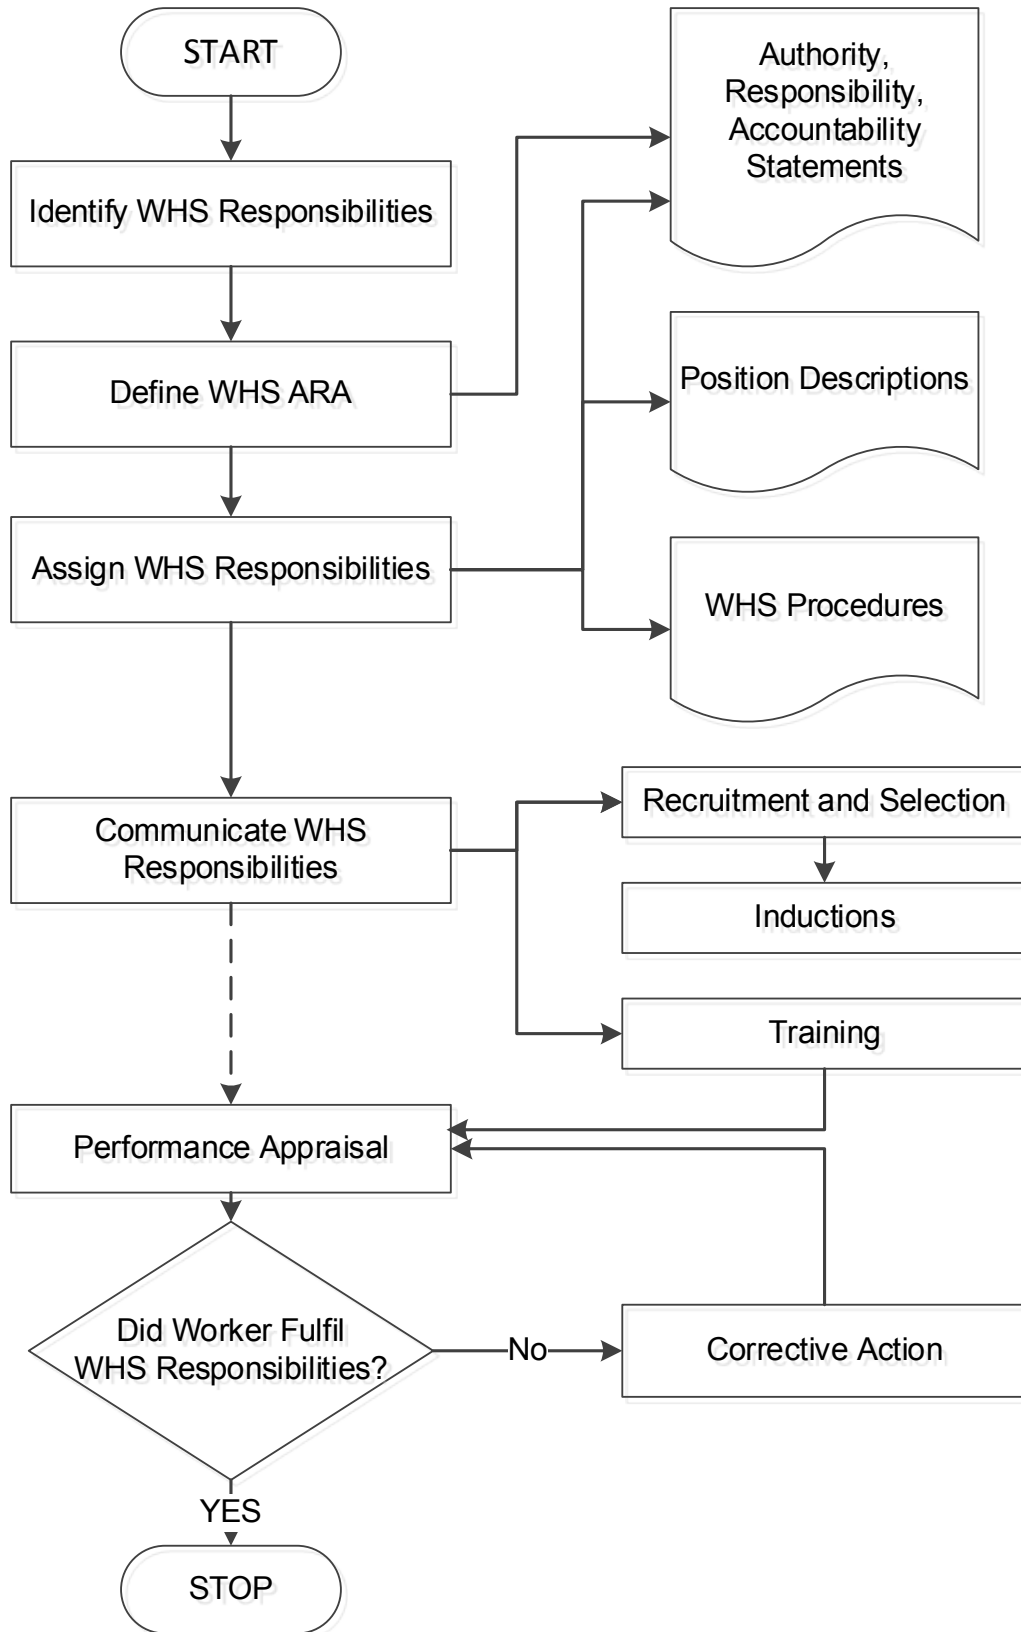 START
Authority,
Responsibility,
Accountability
Statements
Identify WHS Responsibilities
Define WHS ARA
Position Descriptions
Assign WHS Responsibilities
WHS Procedures
Communicate WHS
Responsibilities
Recruitment and Selection
Inductions
Training
Performance Appraisal
Did Worker Fulfil
WHS Responsibilities?
No
Corrective Action
YES
STOP